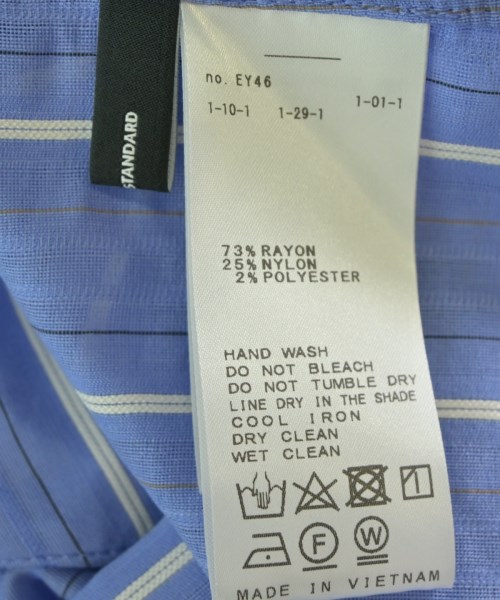 STANDARD
no. EY46
1-10-1 1-29-1 1-01-1
73% RAYON
25% NYLON
2% POLYESTER
HAND WASH
DO NOT BLEACH
DO NOT TUMBLE DRY
LINE DRY IN THE SHADE
COOL IRON
DRY CLEAN
WET CLEAN
F W
MADE IN VIETNAM